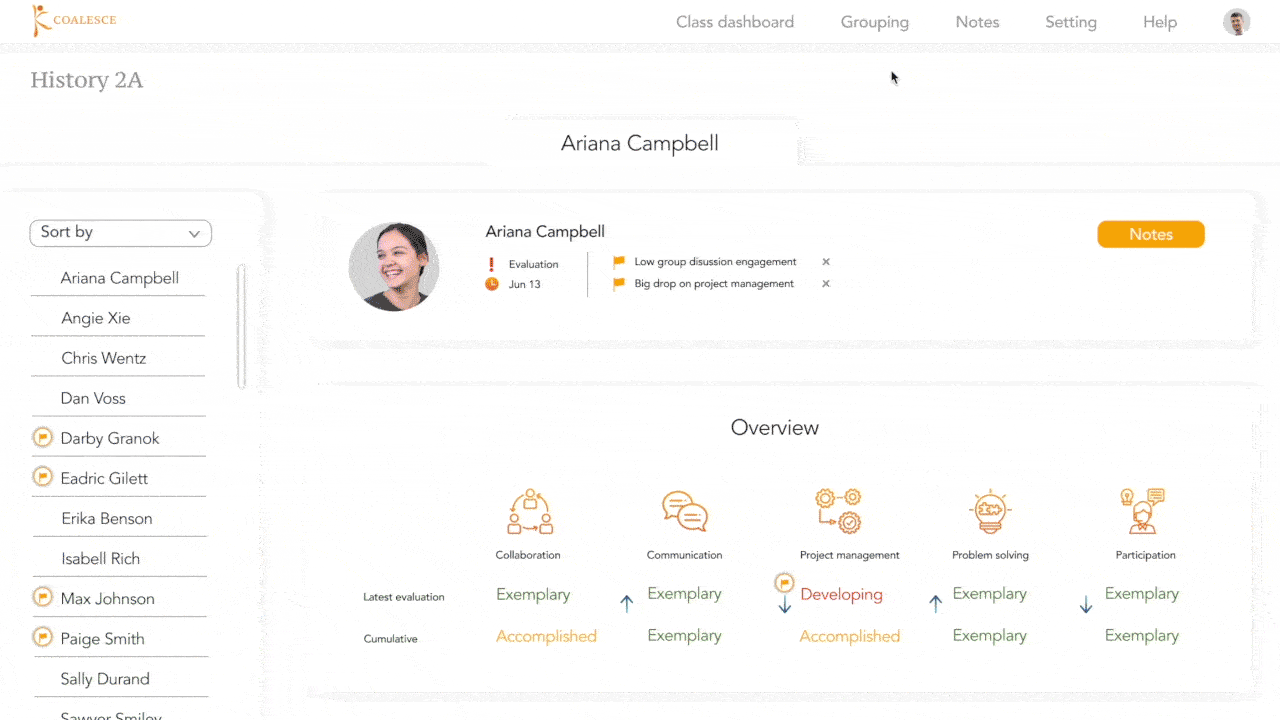 COALESCE
Class dashboard Grouping Notes Setting Help
History 2A
Ariana Campbell
Sort by
Ariana Campbell
Angie Xie
Chris Wentz
Dan Voss
Darby Granok
Eadric Gilett
Erika Benson
Isabell Rich
Max Johnson
Paige Smith
Sally Durand
Sawyer Smiley
Ariana Campbell
Notes
Evaluation
Jun 13
Low group disussion engagement
Big drop on project management
Overview
Collaboration Communication Project management Problem solving Participation
Latest evaluation Exemplary Exemplary Developing Exemplary Exemplary
Cumulative Accomplished Exemplary Accomplished Exemplary Exemplary